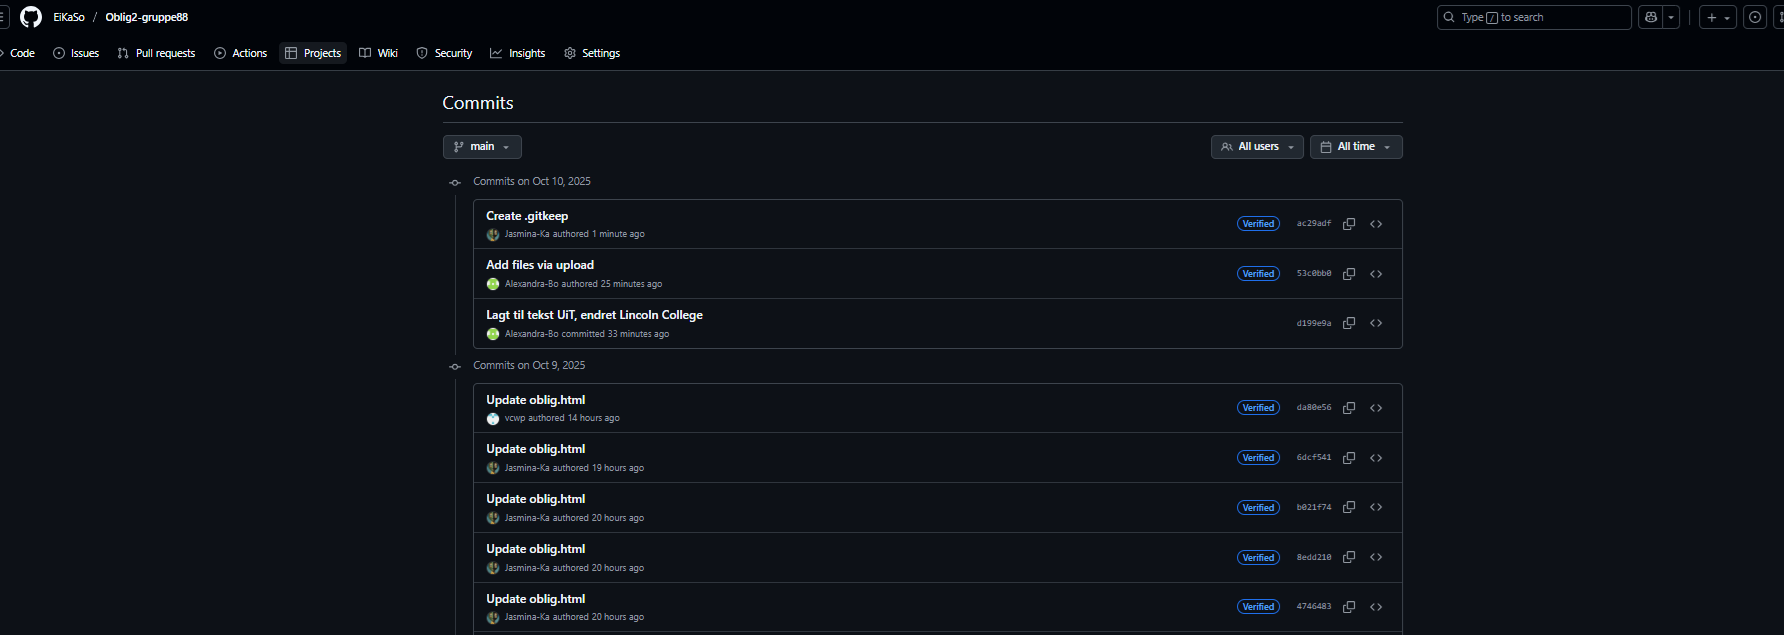 EiKaSo / Oblig2-gruppe88
Type / to search
Code Issues Pull requests Actions Projects Wiki Security Insights Settings
Commits
main All users All time
Commits on Oct 10, 2025
Create .gitkeep
Verified ac29adf
Jasmina-Ka authored 1 minute ago
Add files via upload
Verified 53c0bb0
Alexandra-Bo authored 25 minutes ago
Lagt til tekst UiT, endret Lincoln College
d199e9a
Alexandra-Bo committed 33 minutes ago
Commits on Oct 9, 2025
Update oblig.html
Verified da80e56
vcwp authored 14 hours ago
Update oblig.html
Verified 6dcf541
Jasmina-Ka authored 19 hours ago
Update oblig.html
Verified b021f74
Jasmina-Ka authored 20 hours ago
Update oblig.html
Verified 8edd210
Jasmina-Ka authored 20 hours ago
Update oblig.html
Verified 4746483
Jasmina-Ka authored 20 hours ago